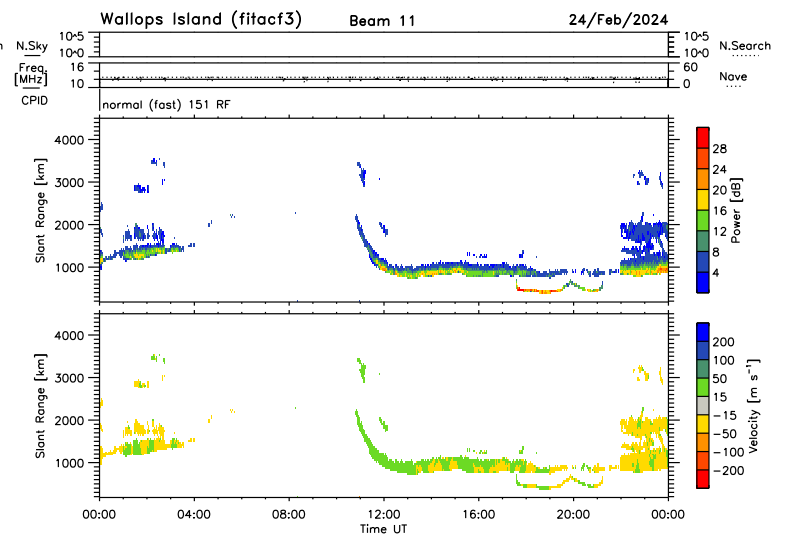 Wallops Island (fitacf3) Beam 11 24/Feb/2024
n N.Sky 10^5 10^5 N.Search
10^0 10^0
Freq. 16 60 Nave
[MHz] 10 0
CPID normal (fast) 151 RF
Slant Range [km]
4000
3000
2000
1000
28
24
20
16
12
8
4
Power [dB]
Slant Range [km]
4000
3000
2000
1000
200
100
50
15
-15
-50
-100
-200
Velocity [m s⁻¹]
00:00 04:00 08:00 12:00 16:00 20:00 00:00
Time UT